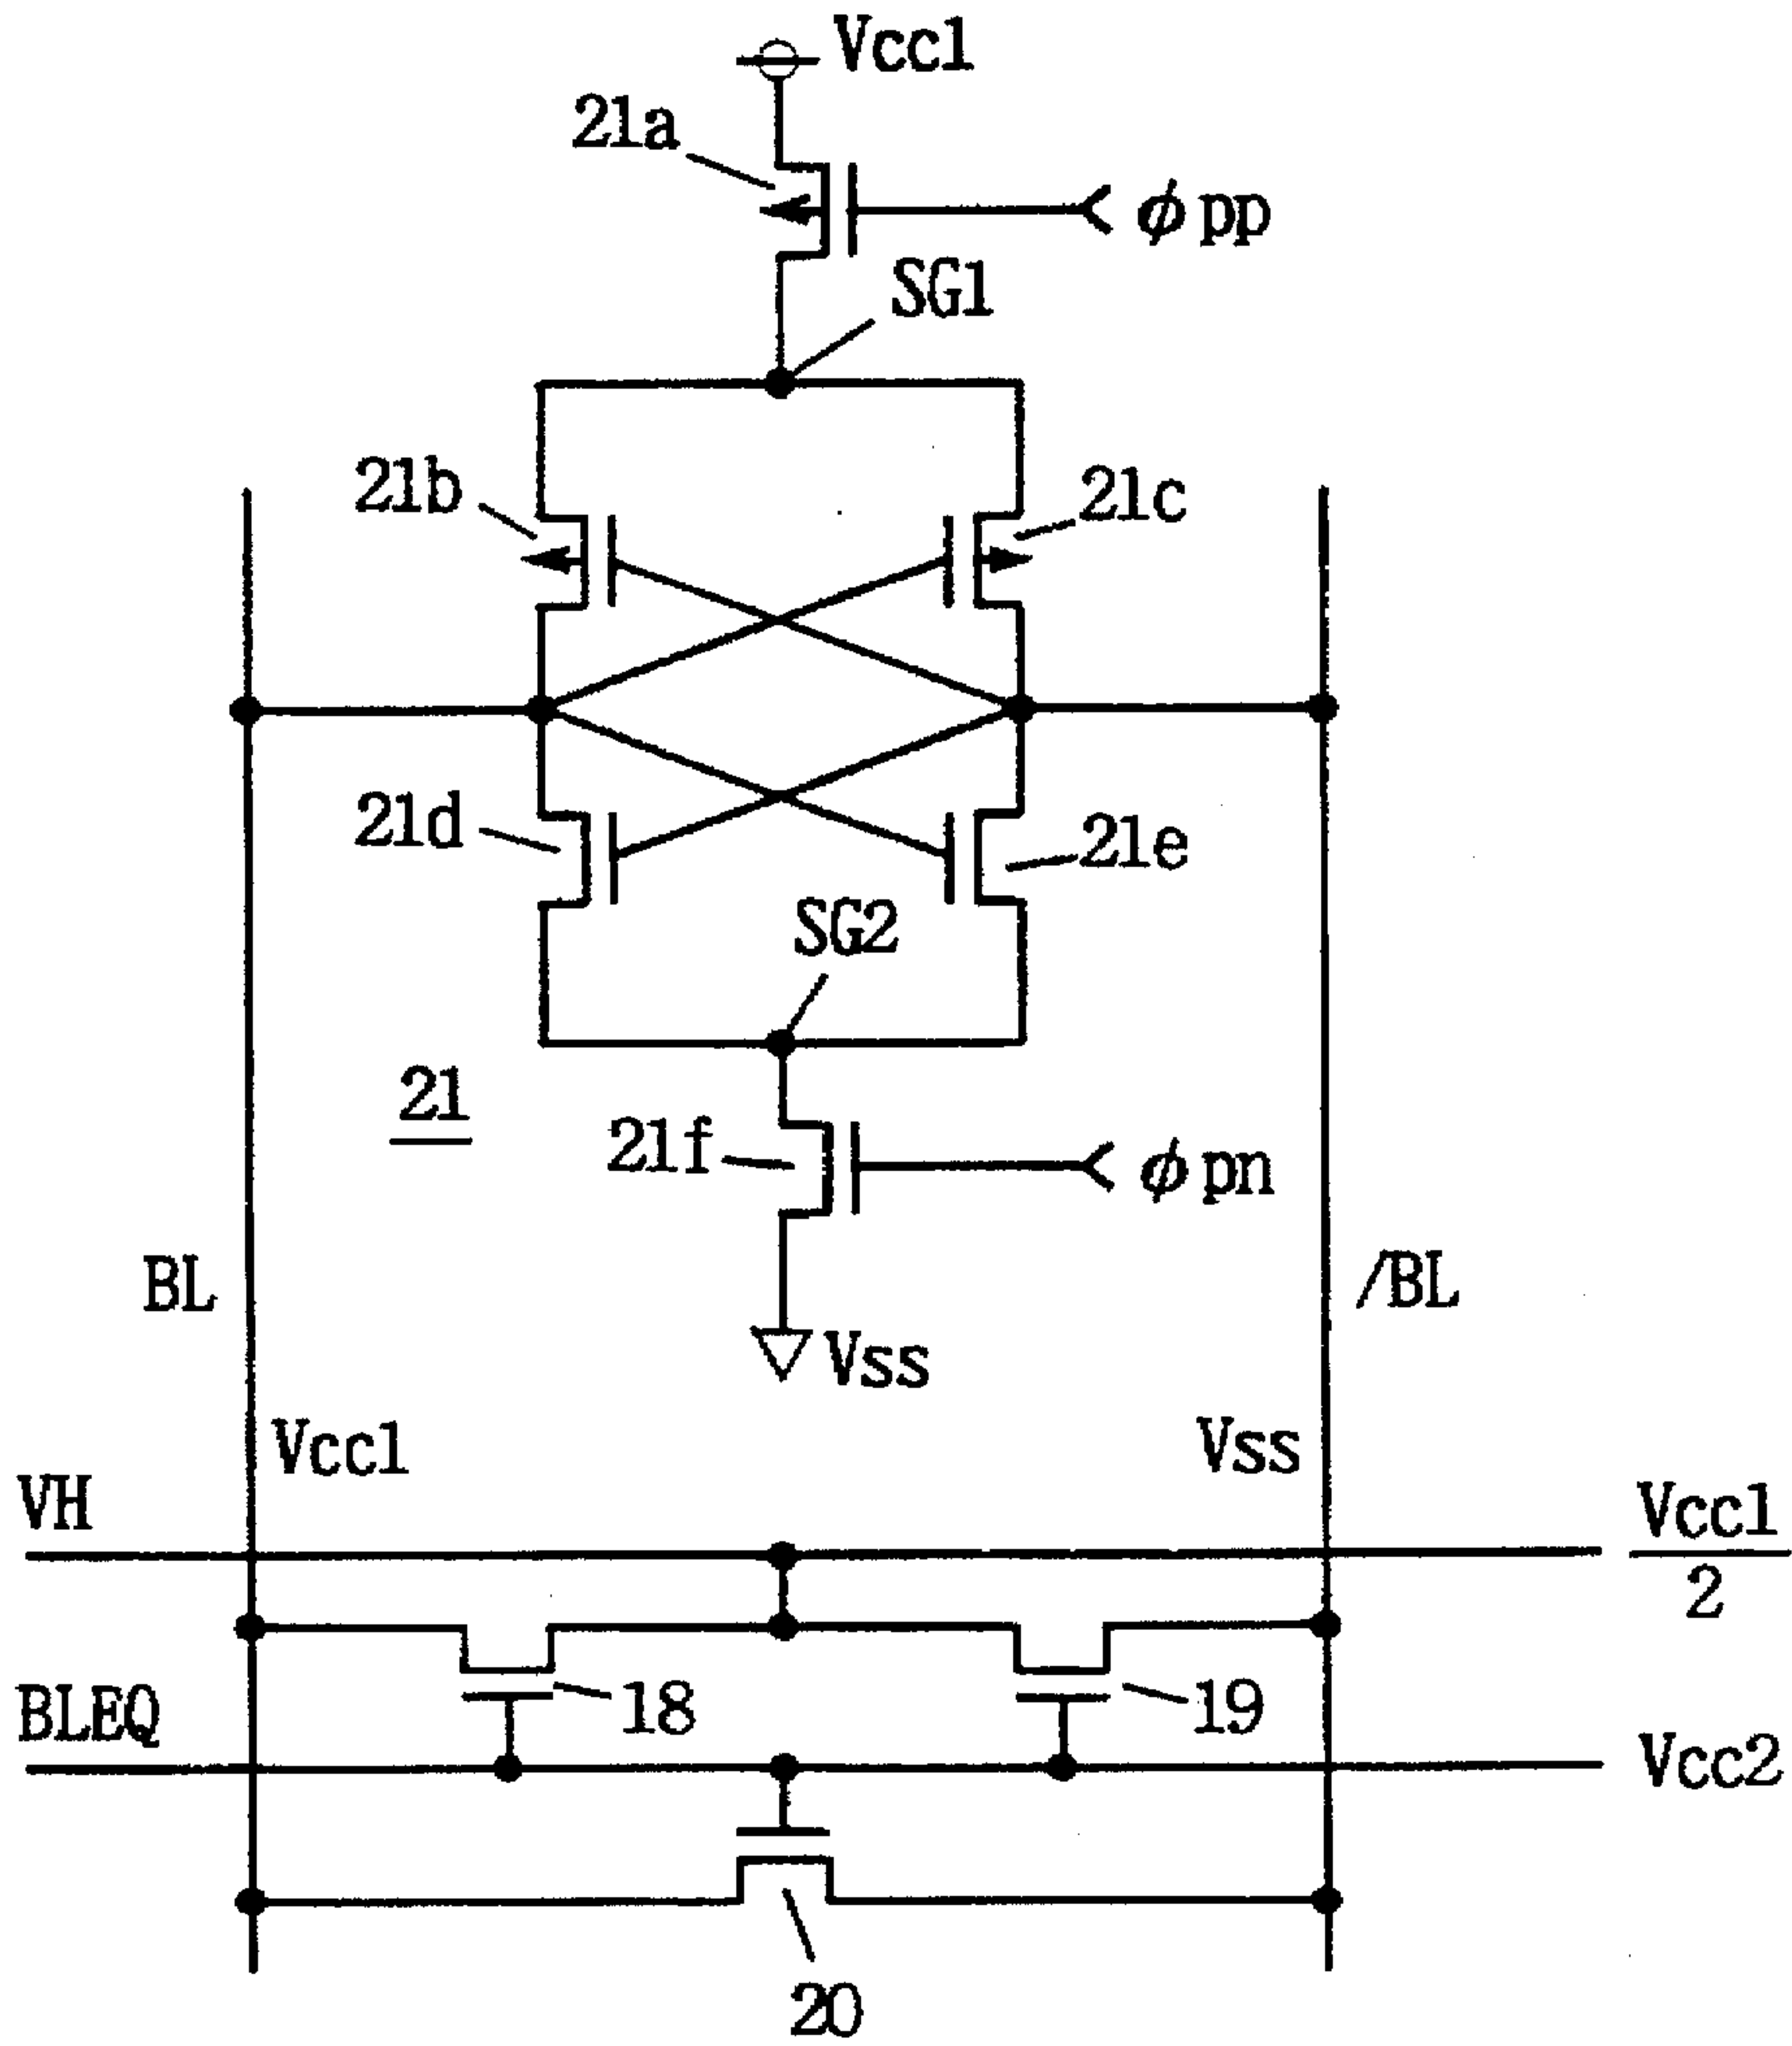 Vcc1
21a
φpp
SG1
21b
21c
21d
21e
SG2
21
21f
φpn
BL
/BL
Vss
Vcc1
Vss
VH
Vcc1
2
BLEQ
18
19
Vcc2
20